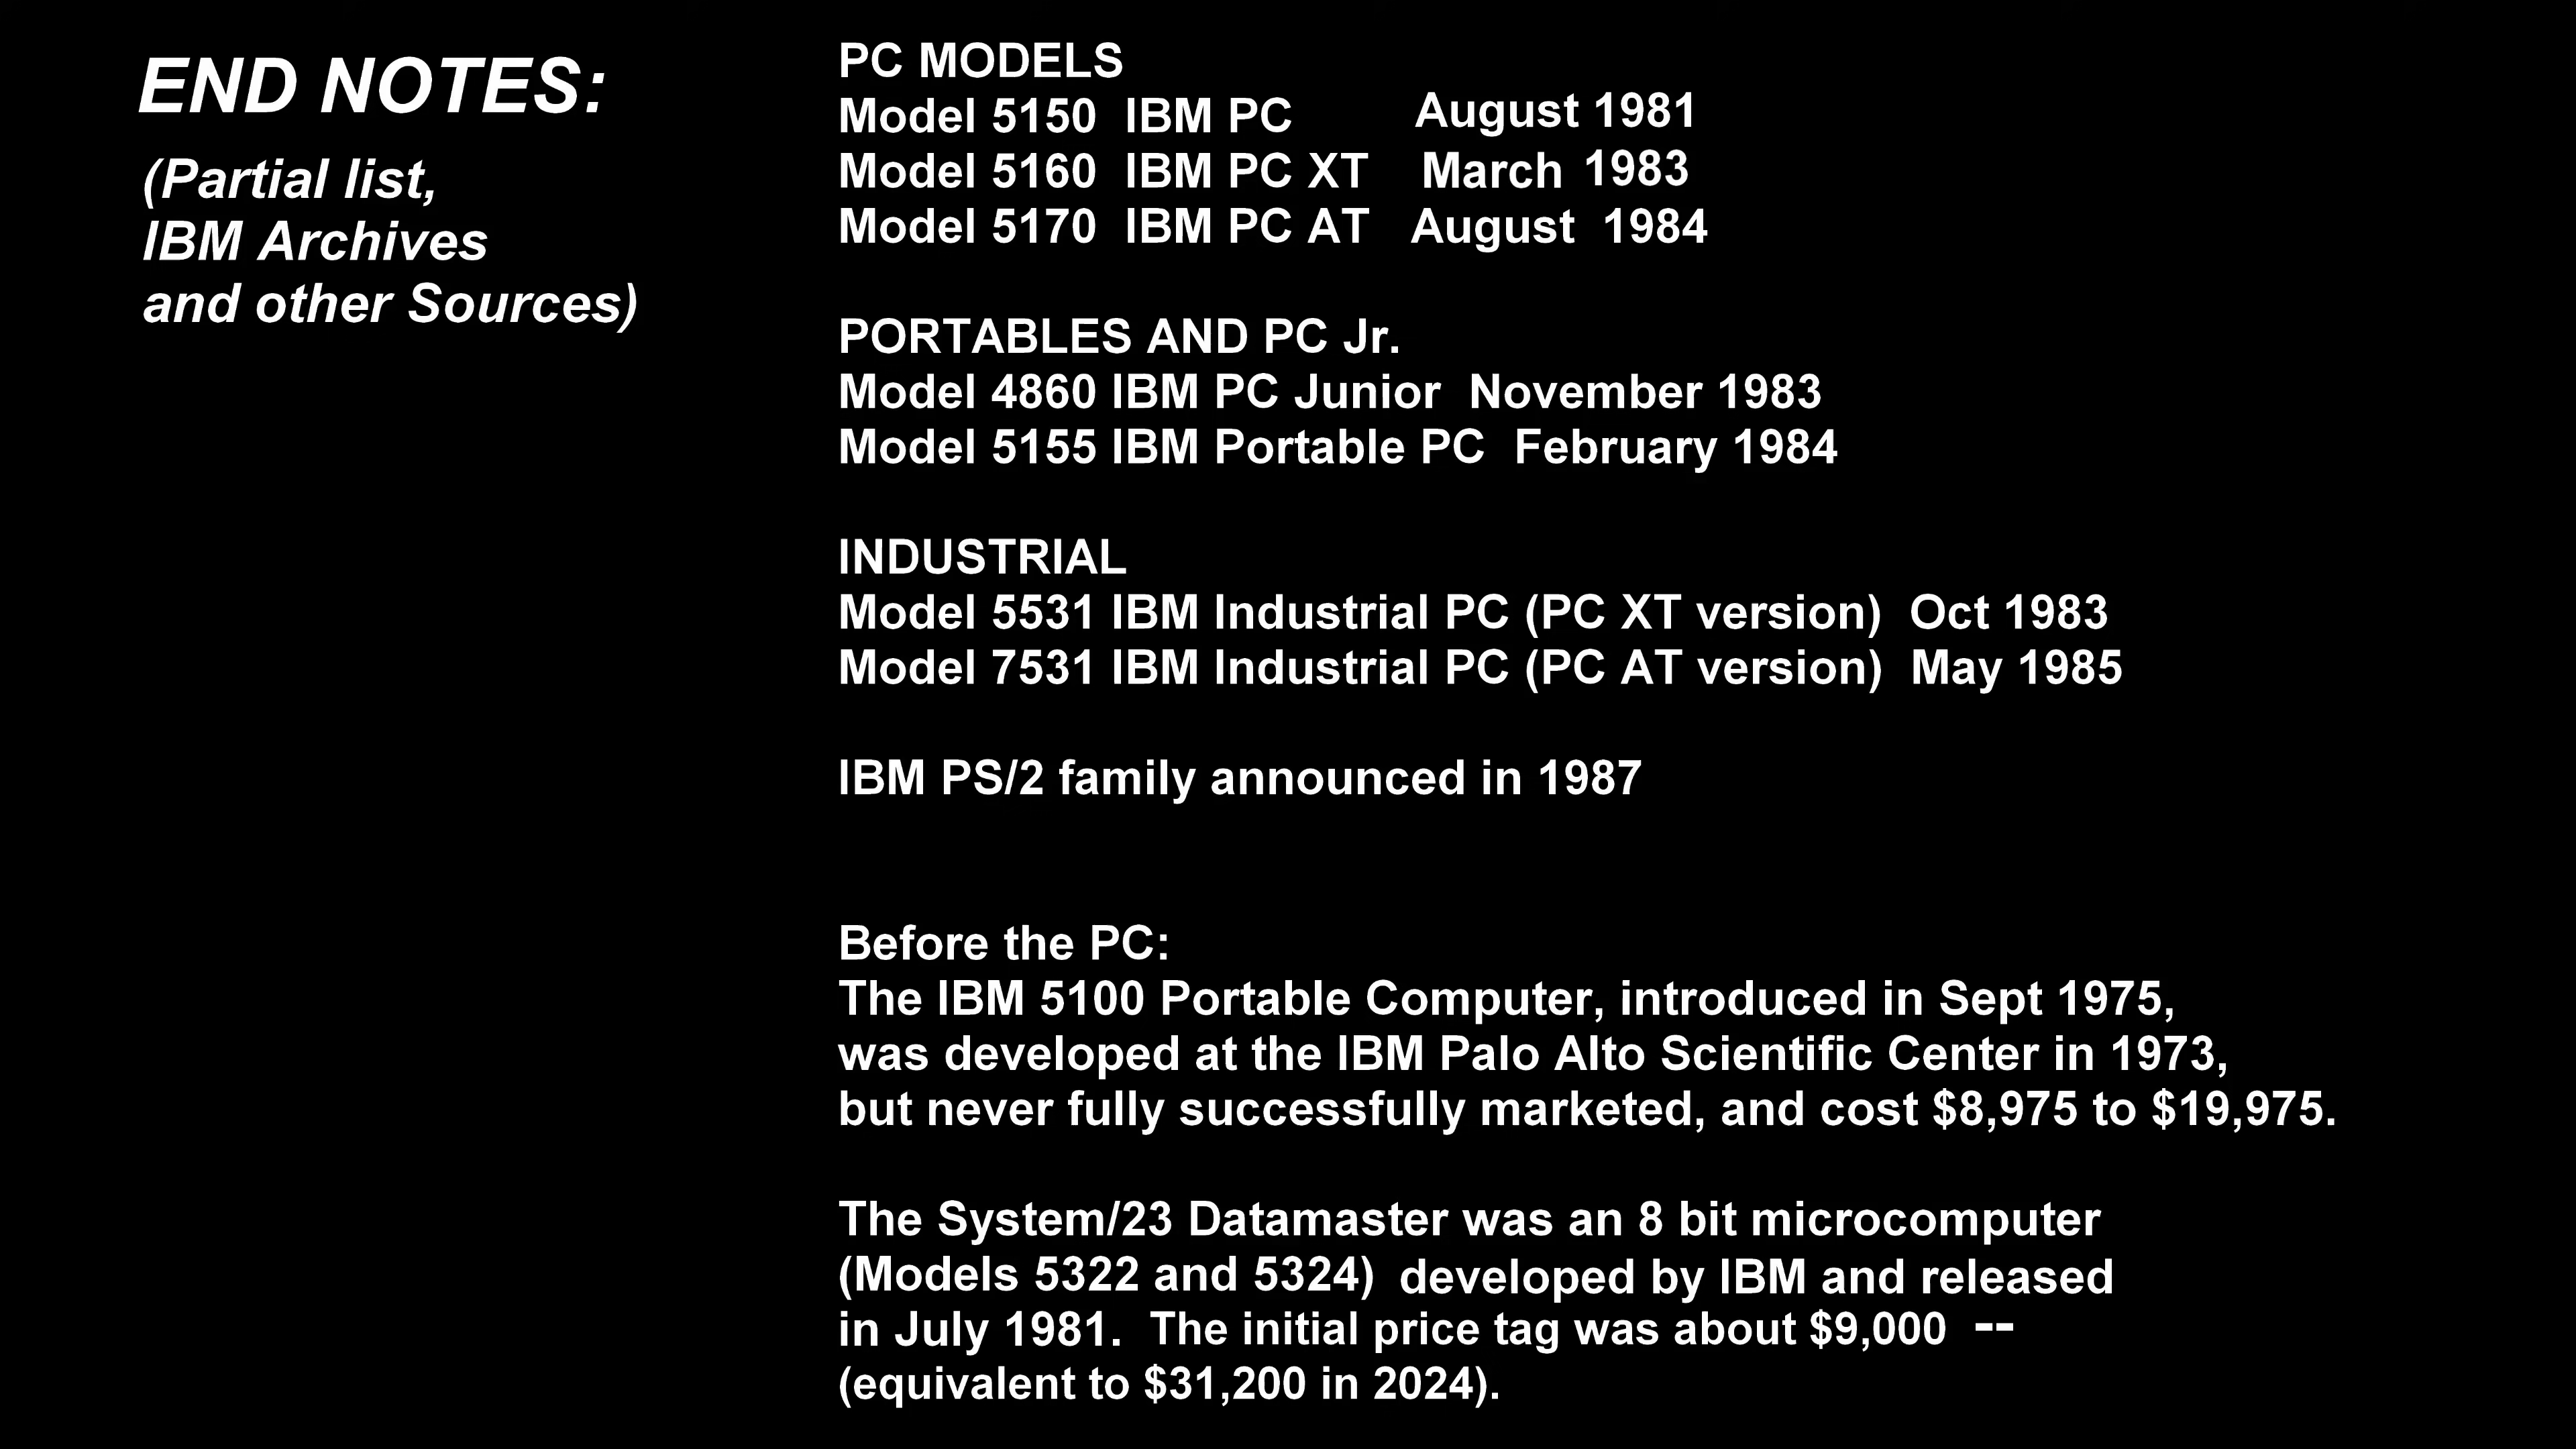 END NOTES:
(Partial list,
IBM Archives
and other Sources)
PC MODELS
Model 5150  IBM PC  August 1981
Model 5160  IBM PC XT  March 1983
Model 5170  IBM PC AT  August  1984
PORTABLES AND PC Jr.
Model 4860 IBM PC Junior  November 1983
Model 5155 IBM Portable PC  February 1984
INDUSTRIAL
Model 5531 IBM Industrial PC (PC XT version)  Oct 1983
Model 7531 IBM Industrial PC (PC AT version)  May 1985
IBM PS/2 family announced in 1987
Before the PC:
The IBM 5100 Portable Computer, introduced in Sept 1975,
was developed at the IBM Palo Alto Scientific Center in 1973,
but never fully successfully marketed, and cost $8,975 to $19,975.
The System/23 Datamaster was an 8 bit microcomputer
(Models 5322 and 5324)  developed by IBM and released
in July 1981.  The initial price tag was about $9,000  --
(equivalent to $31,200 in 2024).